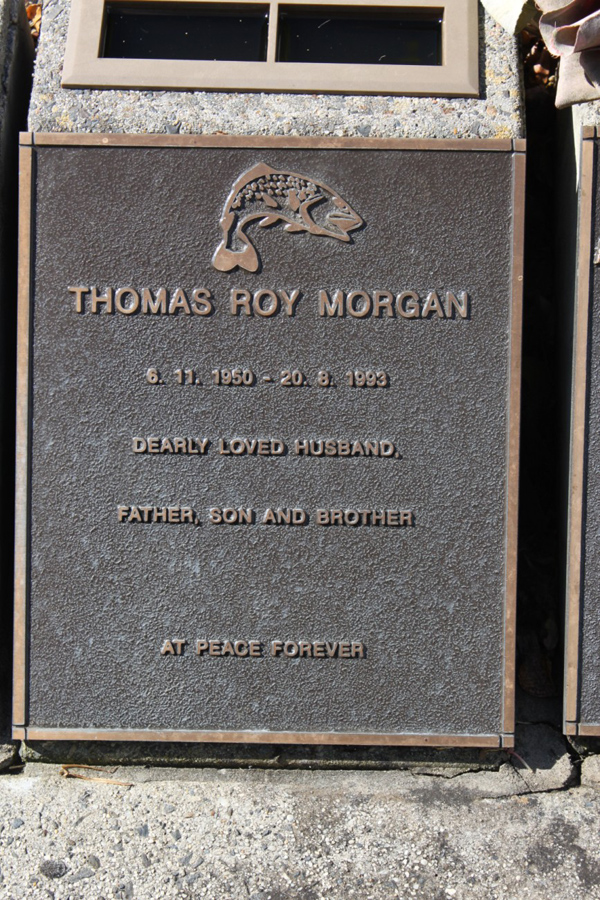 THOMAS ROY MORGAN
6. 11. 1950 - 20. 8. 1993
DEARLY LOVED HUSBAND,
FATHER, SON AND BROTHER
AT PEACE FOREVER